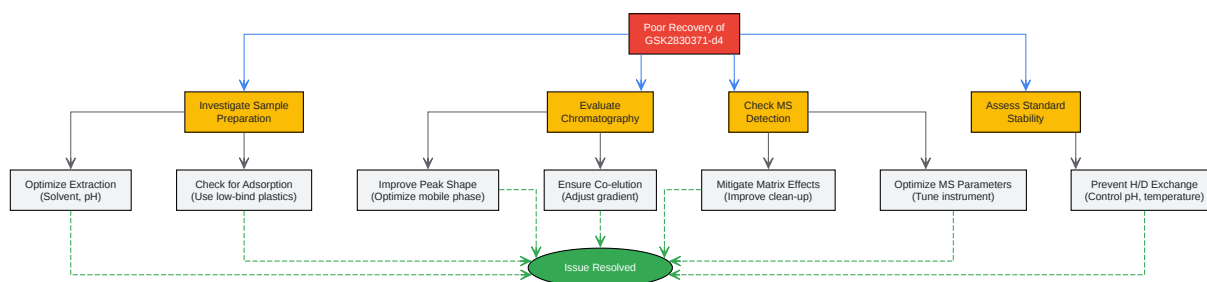 Poor Recovery of
GSK2830371-d4
Investigate Sample
Preparation
Evaluate
Chromatography
Check MS
Detection
Assess Standard
Stability
Optimize Extraction
(Solvent, pH)
Check for Adsorption
(Use low-bind plastics)
Improve Peak Shape
(Optimize mobile phase)
Ensure Co-elution
(Adjust gradient)
Mitigate Matrix Effects
(Improve clean-up)
Optimize MS Parameters
(Tune instrument)
Prevent H/D Exchange
(Control pH, temperature)
Issue Resolved